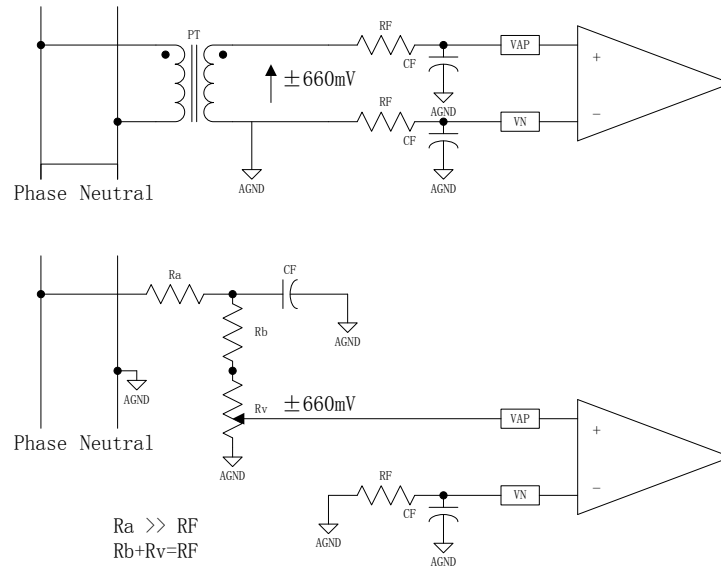 PT
RF
CF
VAP
+
±660mV
AGND
RF
CF
VN
−
AGND
AGND
Phase Neutral
Ra
CF
AGND
Rb
AGND
Rv
±660mV
VAP
+
Phase Neutral
AGND
RF
CF
VN
−
AGND
AGND
Ra >> RF
Rb+Rv=RF